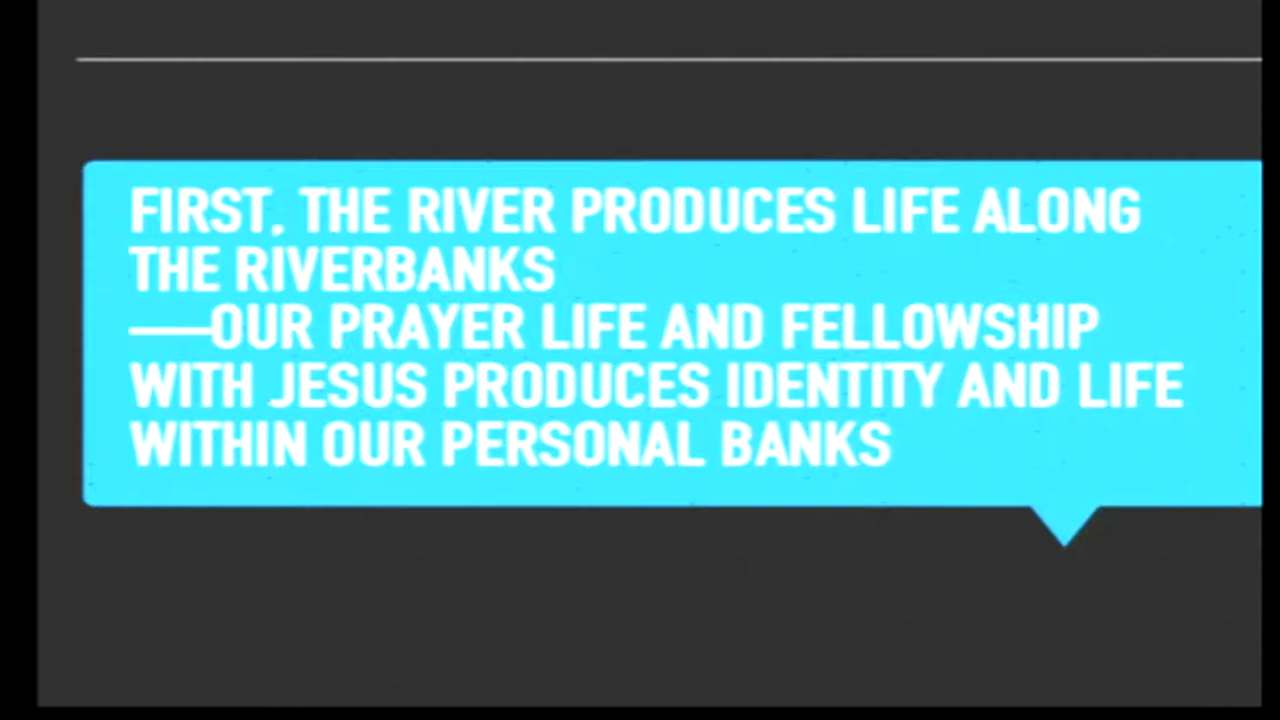 FIRST, THE RIVER PRODUCES LIFE ALONG
THE RIVERBANKS
——OUR PRAYER LIFE AND FELLOWSHIP
WITH JESUS PRODUCES IDENTITY AND LIFE
WITHIN OUR PERSONAL BANKS